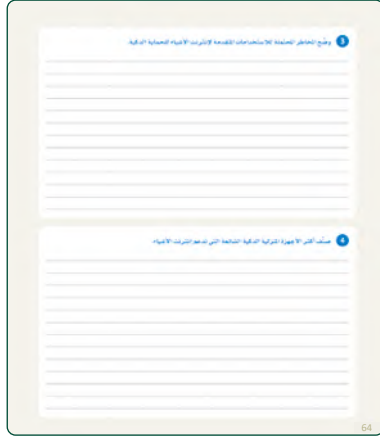 3 وضّح المخاطر المحتملة للاستخدامات المتقدمة لإنترنت الأشياء للحماية الذكية.
4 صنّف أكثر الأجهزة المنزلية الذكية الشائعة التي تدعم إنترنت الأشياء.
64